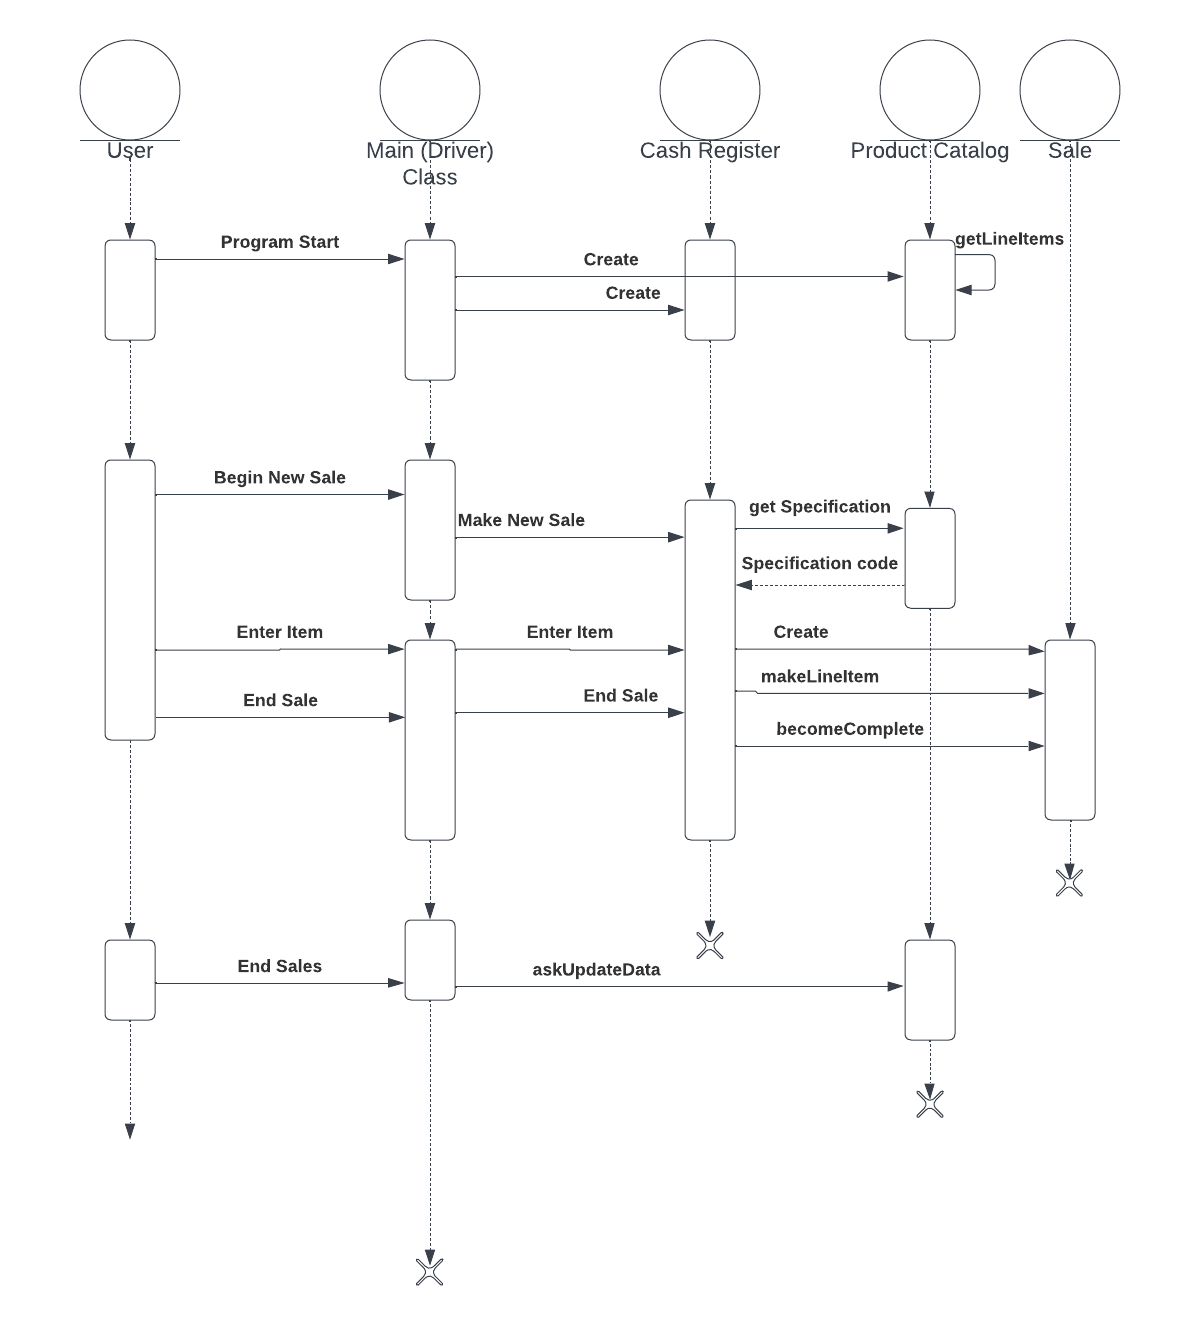 User
Main (Driver)
Class
Cash Register
Product Catalog
Sale
Program Start
getLineItems
Create
Create
Begin New Sale
Make New Sale
get Specification
Specification code
Enter Item
Enter Item
Create
makeLineItem
End Sale
End Sale
becomeComplete
End Sales
askUpdateData